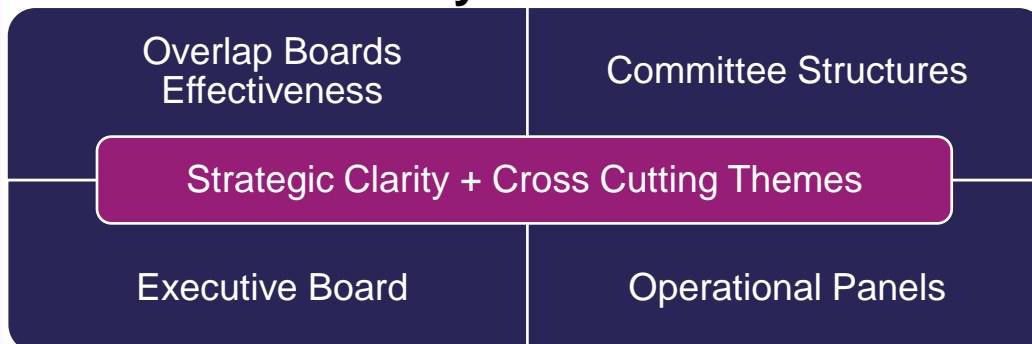 Overlap Boards
Effectiveness
Committee Structures
Strategic Clarity + Cross Cutting Themes
Executive Board
Operational Panels